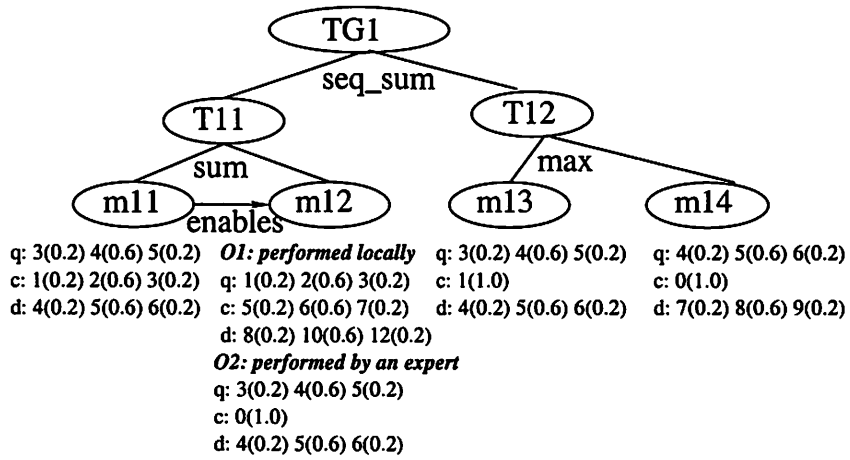 TG1
seq_sum
T11
T12
sum
max
m11
m12
m13
m14
enables
q: 3(0.2) 4(0.6) 5(0.2)
c: 1(0.2) 2(0.6) 3(0.2)
d: 4(0.2) 5(0.6) 6(0.2)
O1: performed locally
q: 1(0.2) 2(0.6) 3(0.2)
c: 5(0.2) 6(0.6) 7(0.2)
d: 8(0.2) 10(0.6) 12(0.2)
O2: performed by an expert
q: 3(0.2) 4(0.6) 5(0.2)
c: 0(1.0)
d: 4(0.2) 5(0.6) 6(0.2)
q: 3(0.2) 4(0.6) 5(0.2)
c: 1(1.0)
d: 4(0.2) 5(0.6) 6(0.2)
q: 4(0.2) 5(0.6) 6(0.2)
c: 0(1.0)
d: 7(0.2) 8(0.6) 9(0.2)